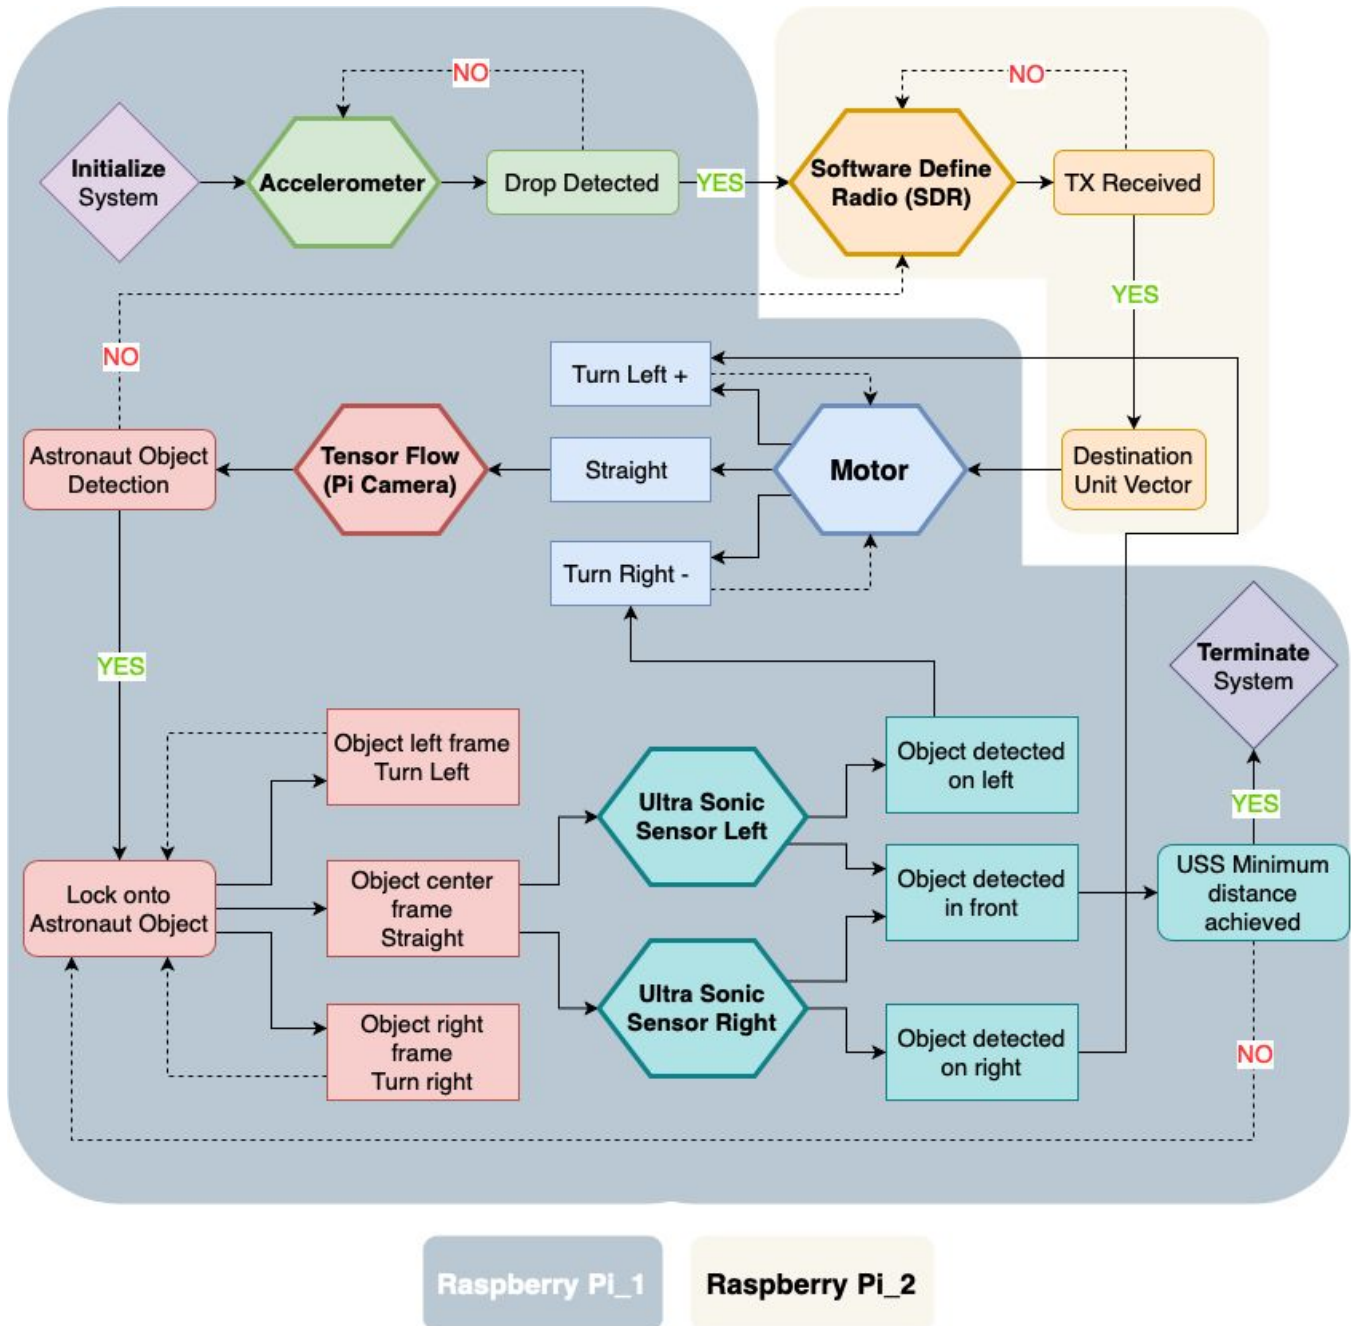 NO
NO
Initialize
System
Accelerometer
Drop Detected
YES
Software Define
Radio (SDR)
TX Received
YES
NO
Turn Left +
Astronaut Object
Detection
Tensor Flow
(Pi Camera)
Straight
Motor
Destination
Unit Vector
Turn Right -
YES
Terminate
System
Object left frame
Turn Left
Ultra Sonic
Sensor Left
Object detected
on left
YES
Lock onto
Astronaut Object
Object center
frame
Straight
Object detected
in front
USS Minimum
distance
achieved
Object right
frame
Turn right
Ultra Sonic
Sensor Right
Object detected
on right
NO
Raspberry Pi_1
Raspberry Pi_2